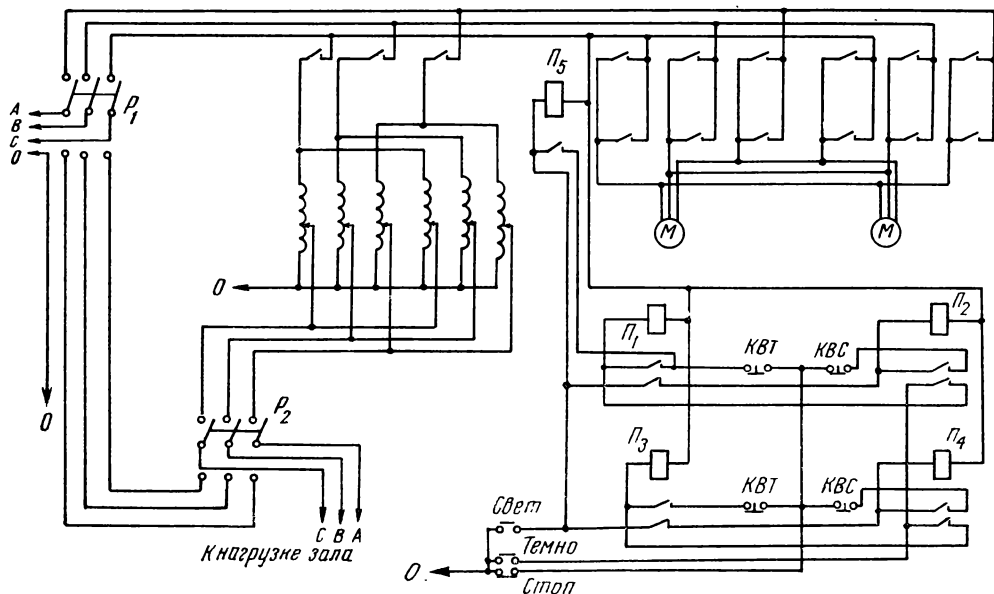 A
B
C
0
P1
П5
M
M
0
0
П1
П2
КВТ
КВС
P2
П3
П4
КВТ
КВС
Свет
C B A
К нагрузке зала
Темно
0
Стоп